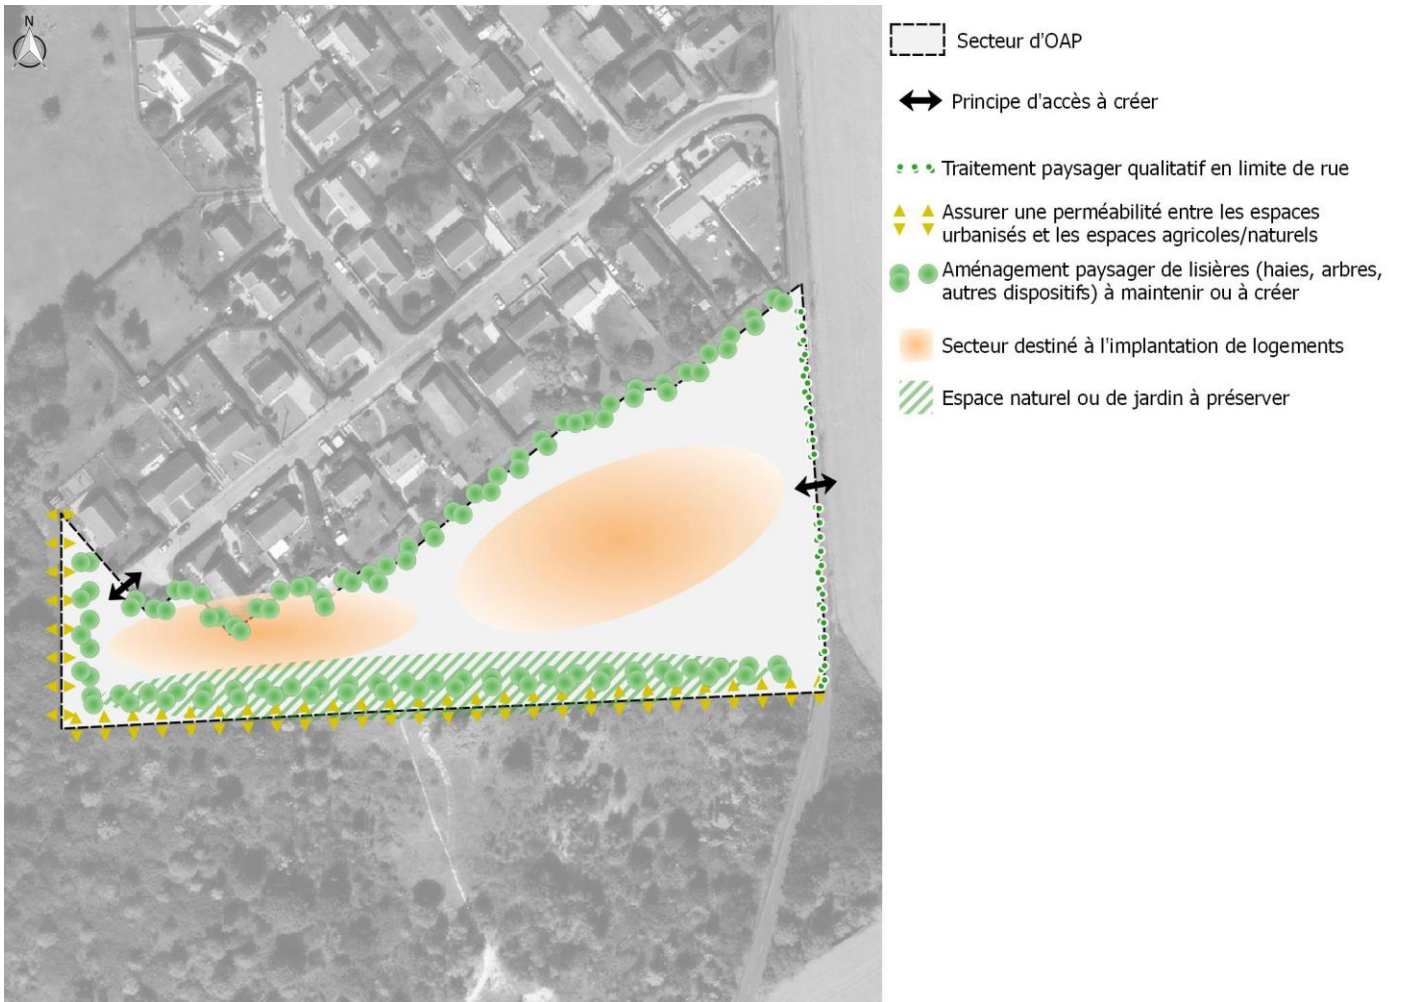 N
Secteur d'OAP
Principe d'accès à créer
Traitement paysager qualitatif en limite de rue
Assurer une perméabilité entre les espaces
urbanisés et les espaces agricoles/naturels
Aménagement paysager de lisières (haies, arbres,
autres dispositifs) à maintenir ou à créer
Secteur destiné à l'implantation de logements
Espace naturel ou de jardin à préserver